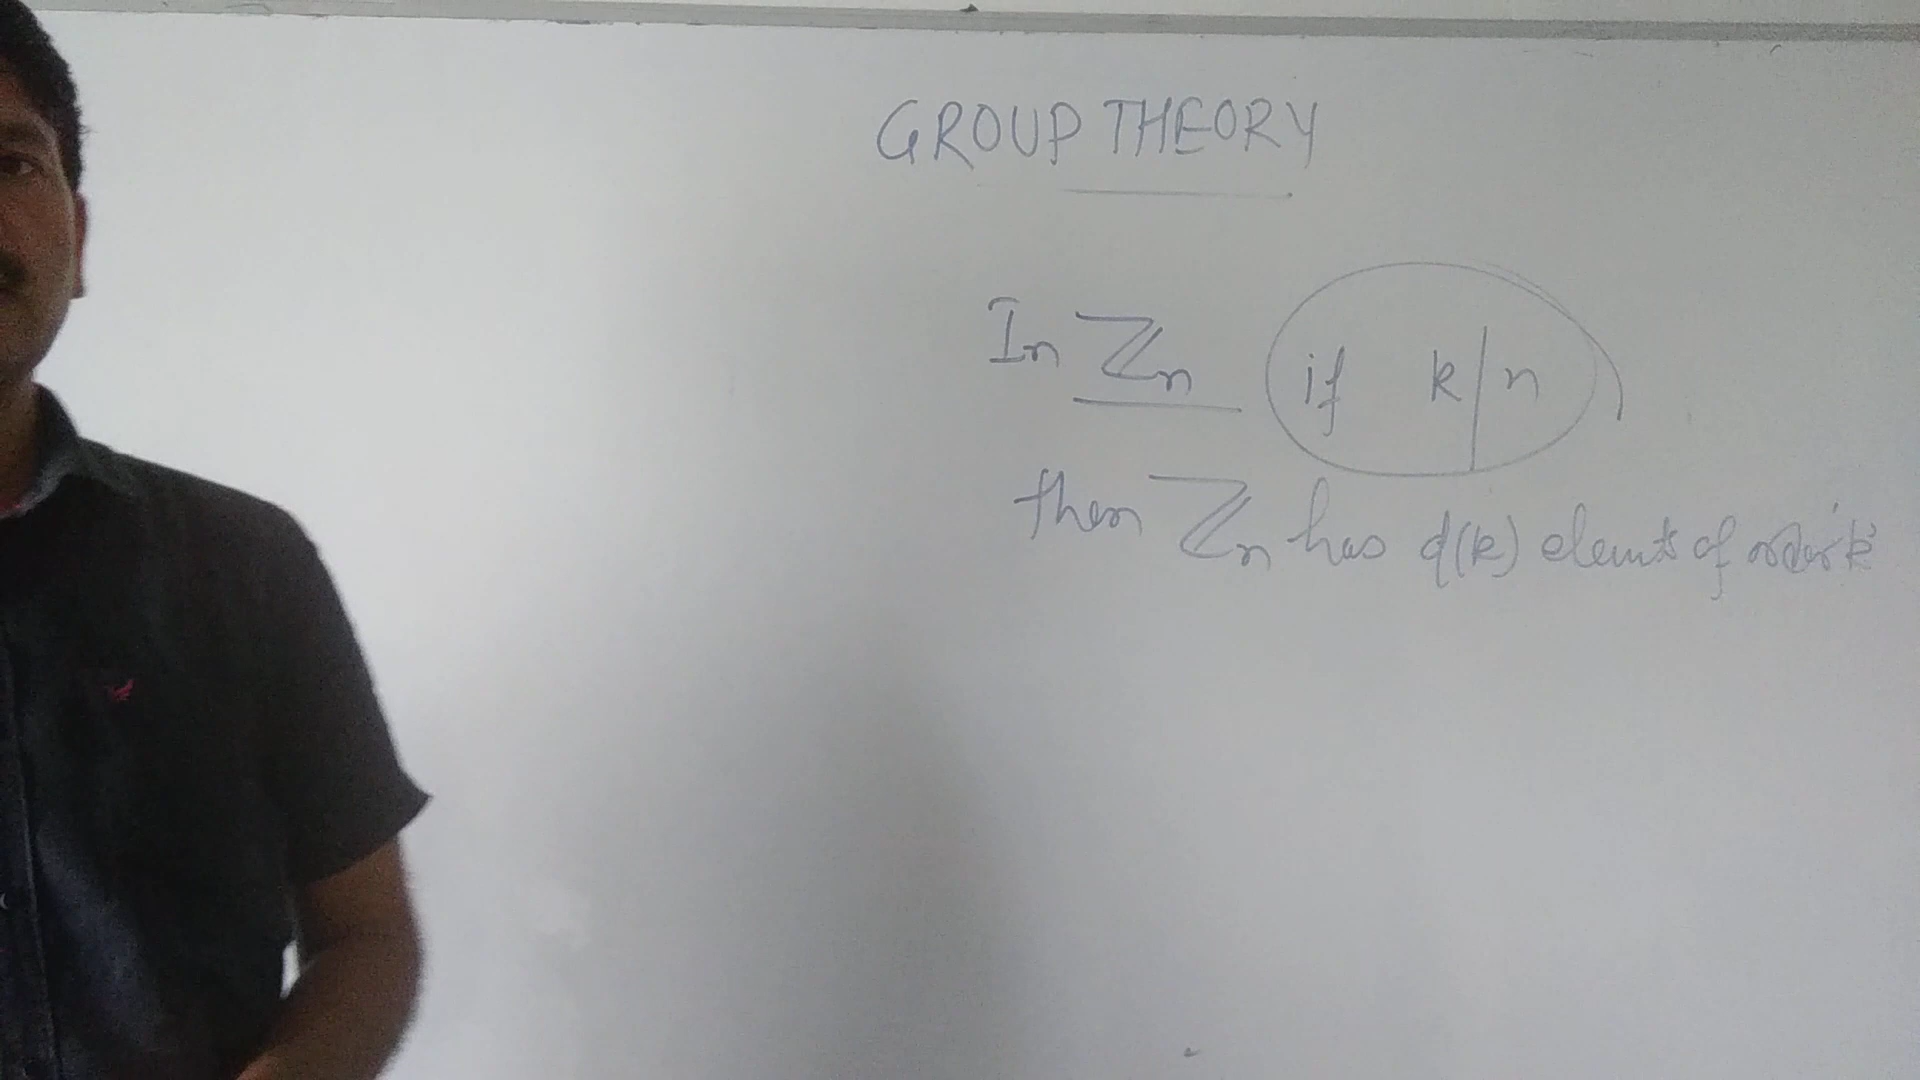 GROUP THEORY
In ℤn if k|n
then ℤn has ϕ(k) elements of order 'k'